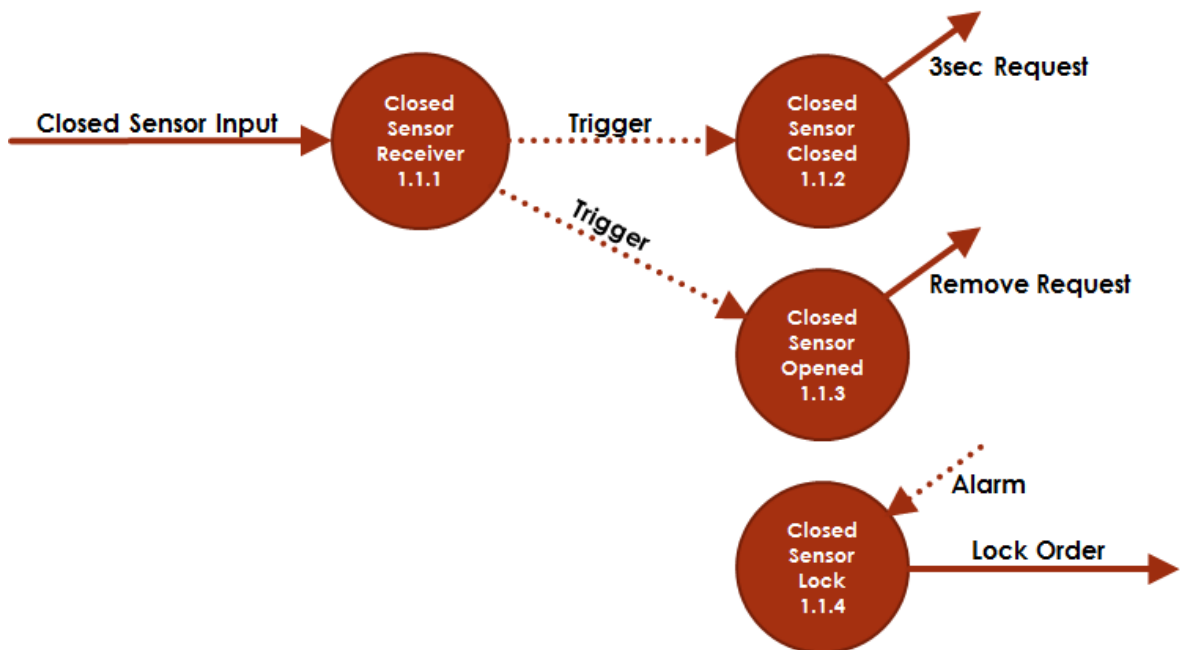 Closed Sensor Input
Closed
Sensor
Receiver
1.1.1
Trigger
Trigger
Closed
Sensor
Closed
1.1.2
3sec Request
Closed
Sensor
Opened
1.1.3
Remove Request
Alarm
Closed
Sensor
Lock
1.1.4
Lock Order